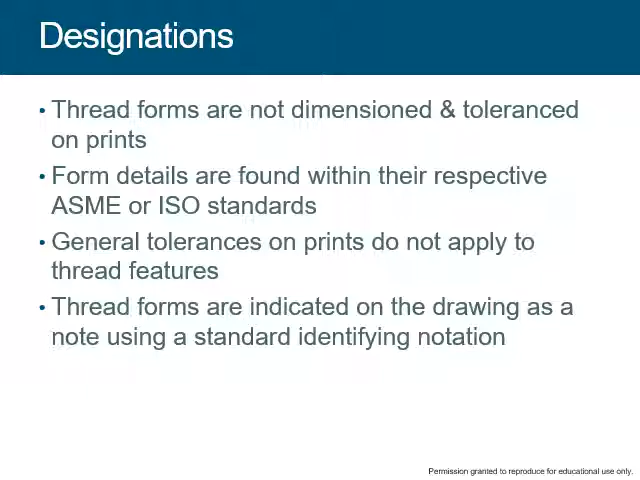 Designations
• Thread forms are not dimensioned & toleranced
on prints
• Form details are found within their respective
ASME or ISO standards
• General tolerances on prints do not apply to
thread features
• Thread forms are indicated on the drawing as a
note using a standard identifying notation
Permission granted to reproduce for educational use only.